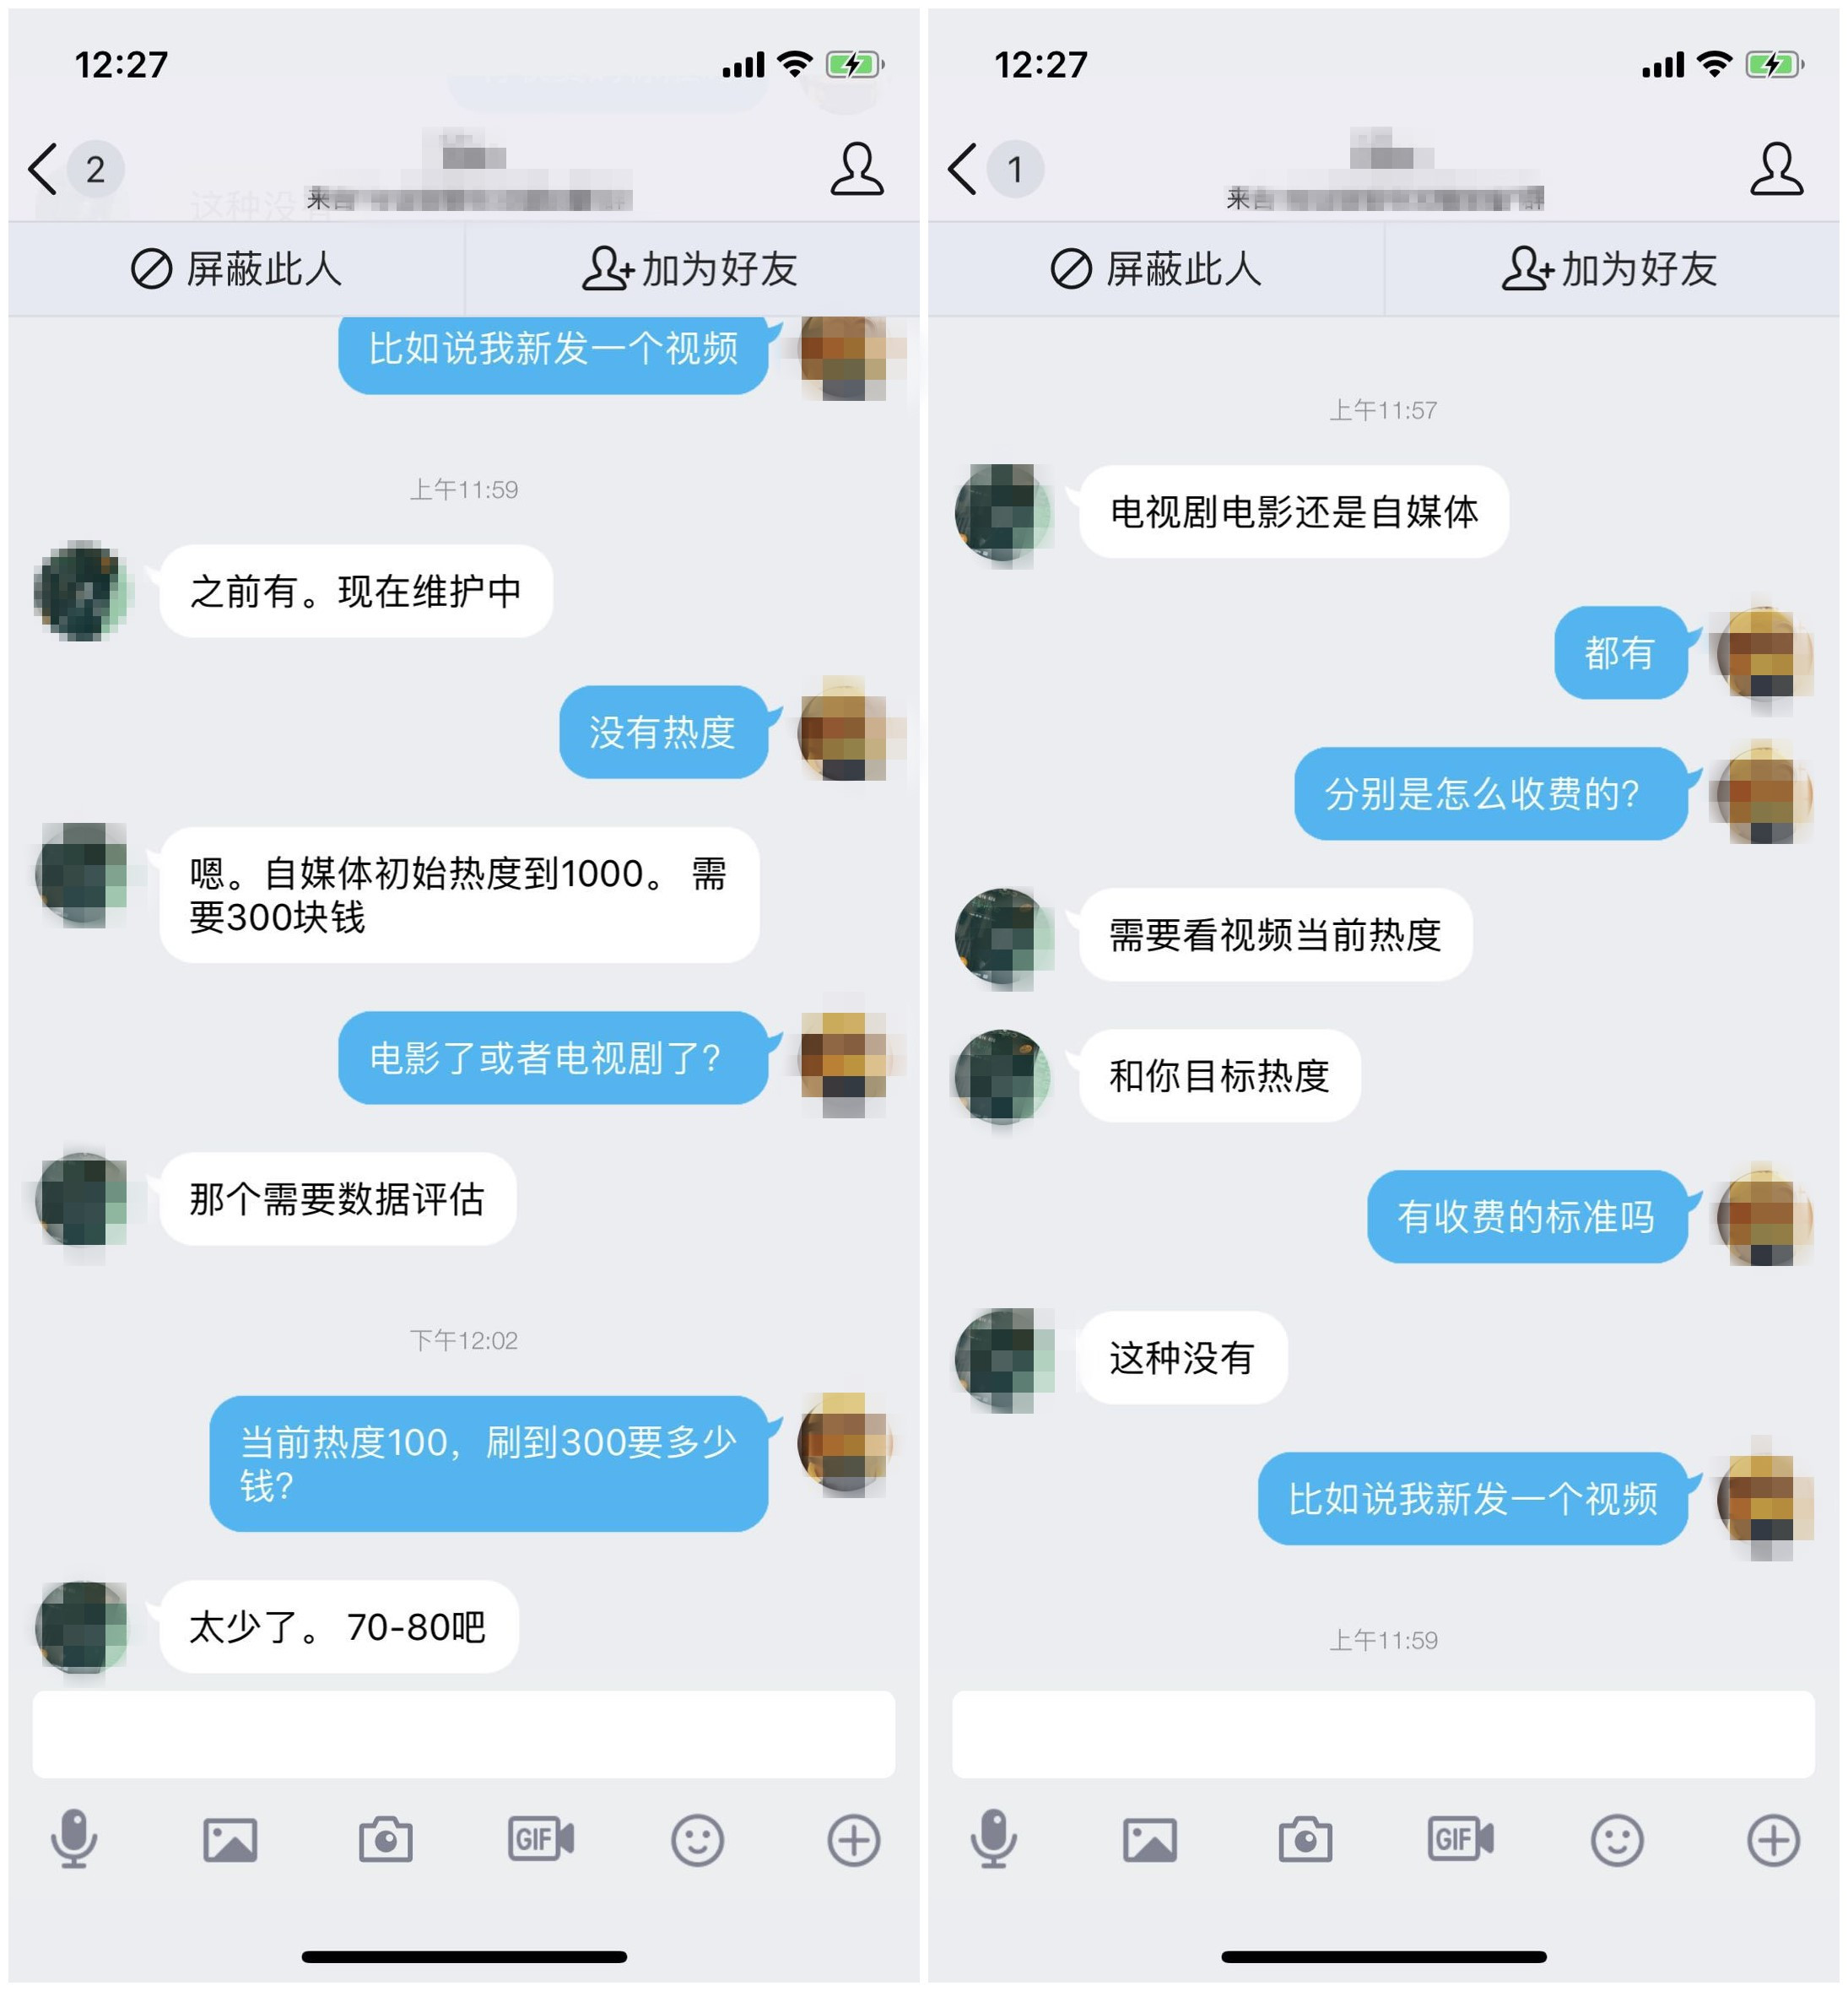 12:27
2
来自
屏蔽此人
加为好友
比如说我新发一个视频
上午11:59
之前有。现在维护中
没有热度
嗯。自媒体初始热度到1000。 需
要300块钱
电影了或者电视剧了?
那个需要数据评估
下午12:02
当前热度100，刷到300要多少
钱?
太少了。 70-80吧
GIF
12:27
1
来自
群
屏蔽此人
加为好友
上午11:57
电视剧电影还是自媒体
都有
分别是怎么收费的?
需要看视频当前热度
和你目标热度
有收费的标准吗
这种没有
比如说我新发一个视频
上午11:59
GIF